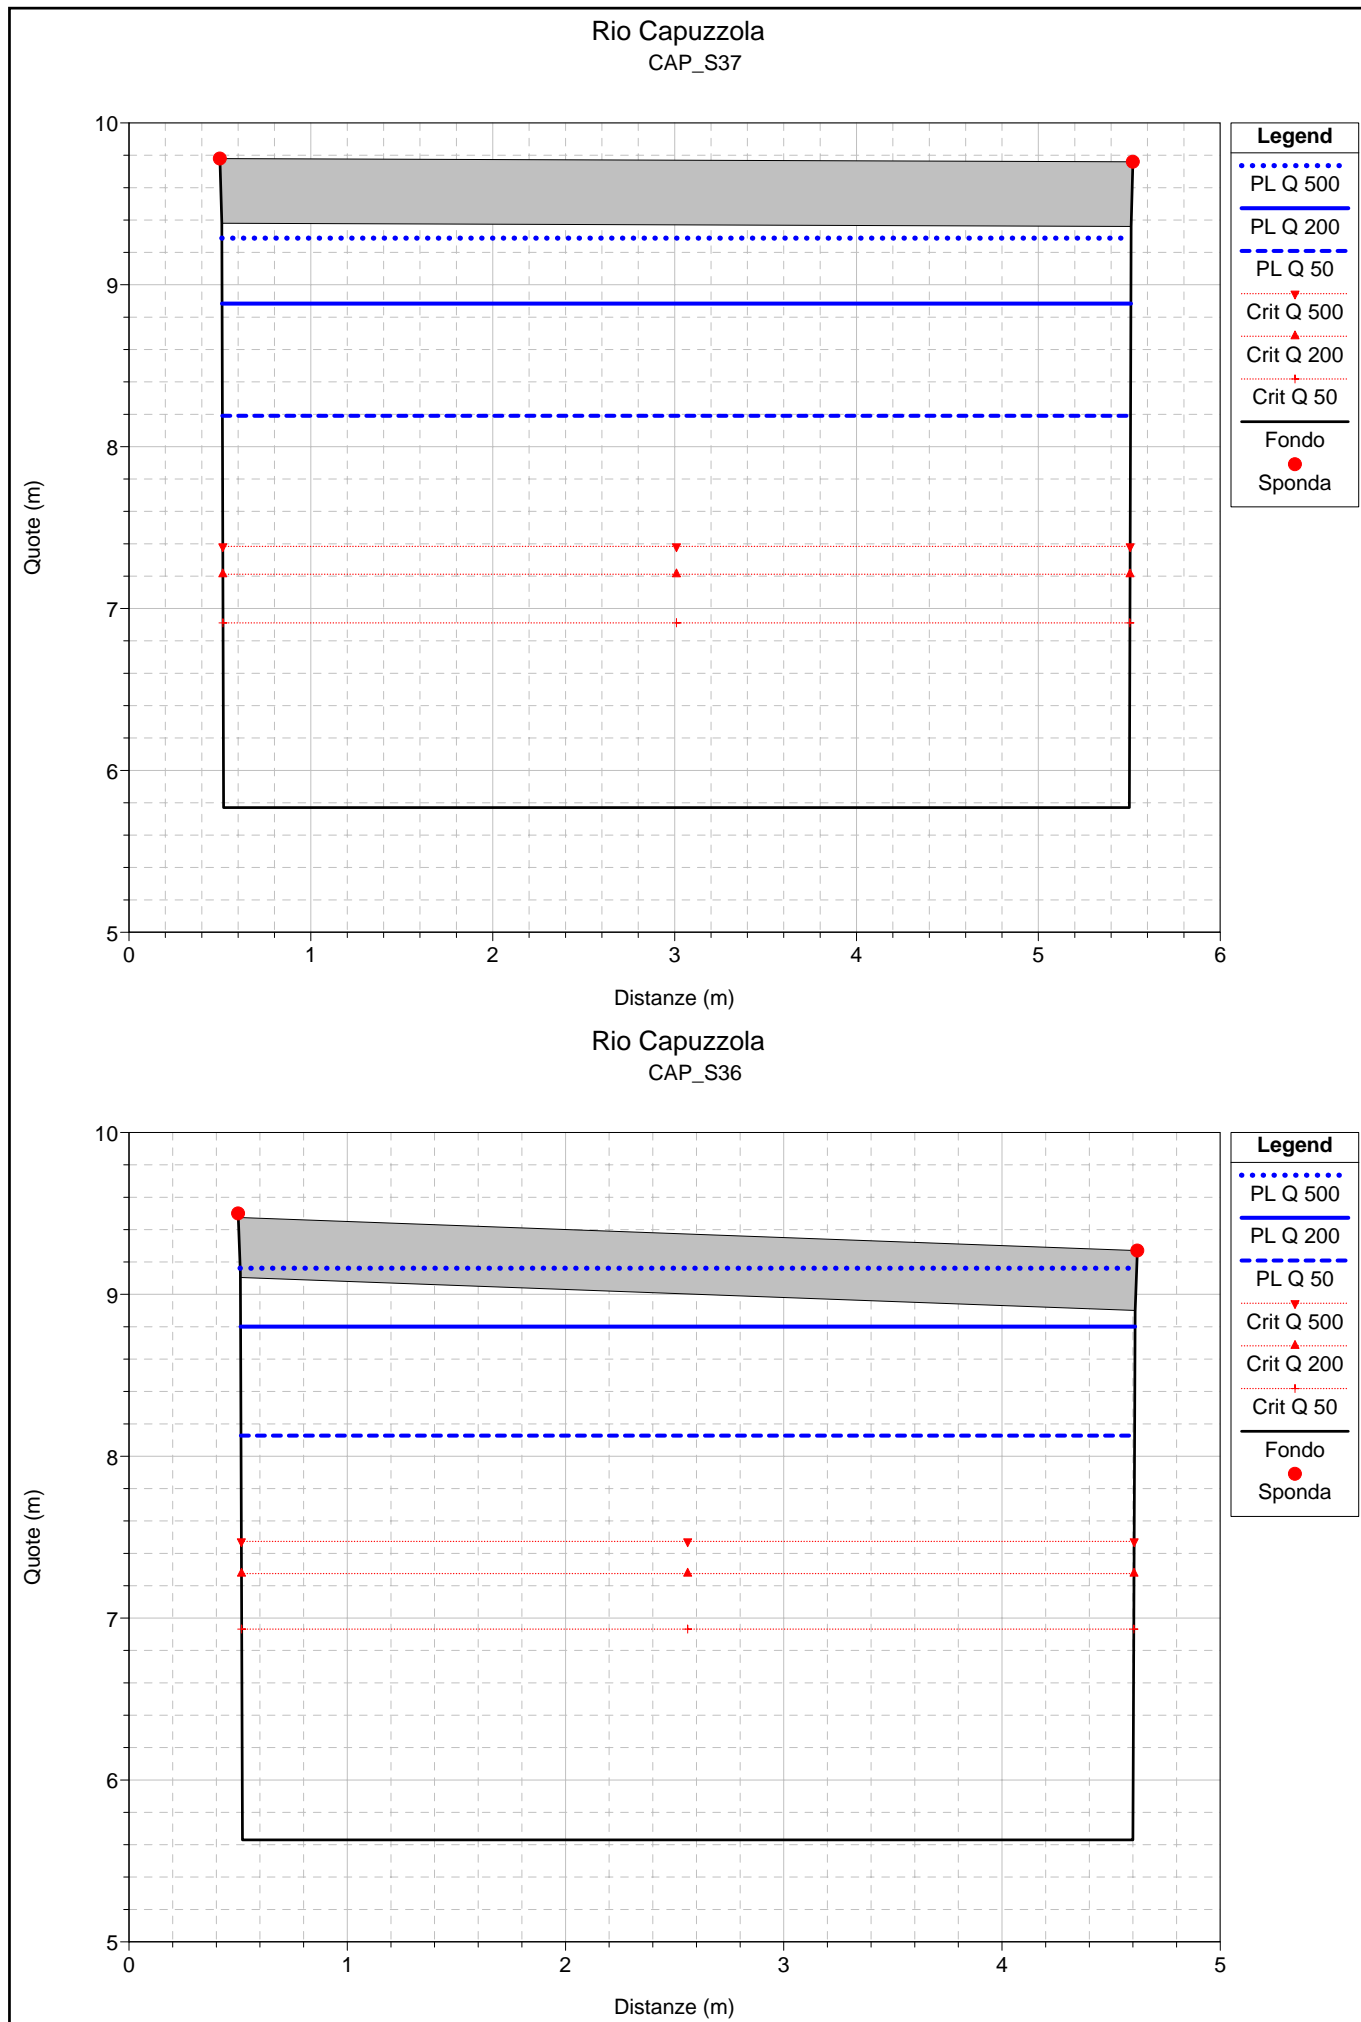 Rio Capuzzola
CAP_S37
10
9
8
7
6
5
0 1 2 3 4 5 6
Quote (m)
Distanze (m)
Legend
PL Q 500
PL Q 200
PL Q 50
Crit Q 500
Crit Q 200
Crit Q 50
Fondo
Sponda
Rio Capuzzola
CAP_S36
10
9
8
7
6
5
0 1 2 3 4 5
Quote (m)
Distanze (m)
Legend
PL Q 500
PL Q 200
PL Q 50
Crit Q 500
Crit Q 200
Crit Q 50
Fondo
Sponda